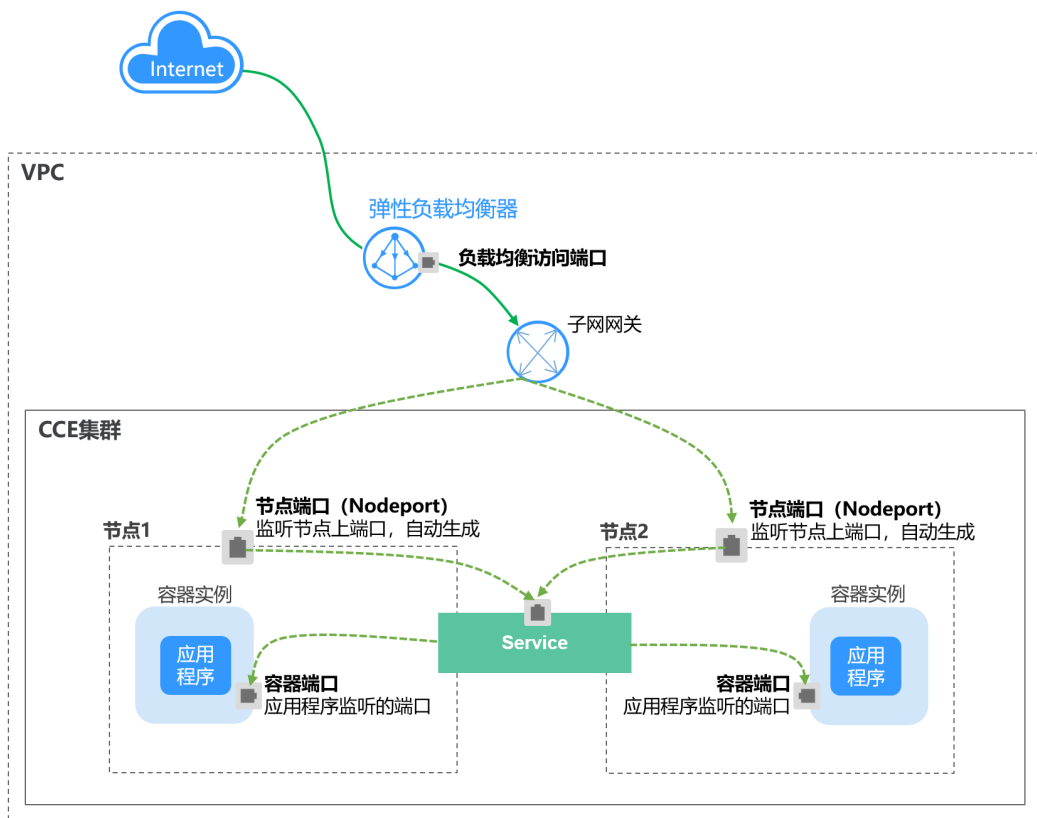 Internet
VPC
弹性负载均衡器
负载均衡访问端口
子网网关
CCE集群
节点端口（Nodeport）
监听节点上端口，自动生成
节点1
节点端口（Nodeport）
监听节点上端口，自动生成
节点2
容器实例
应用
程序
容器端口
应用程序监听的端口
Service
容器实例
应用
程序
容器端口
应用程序监听的端口